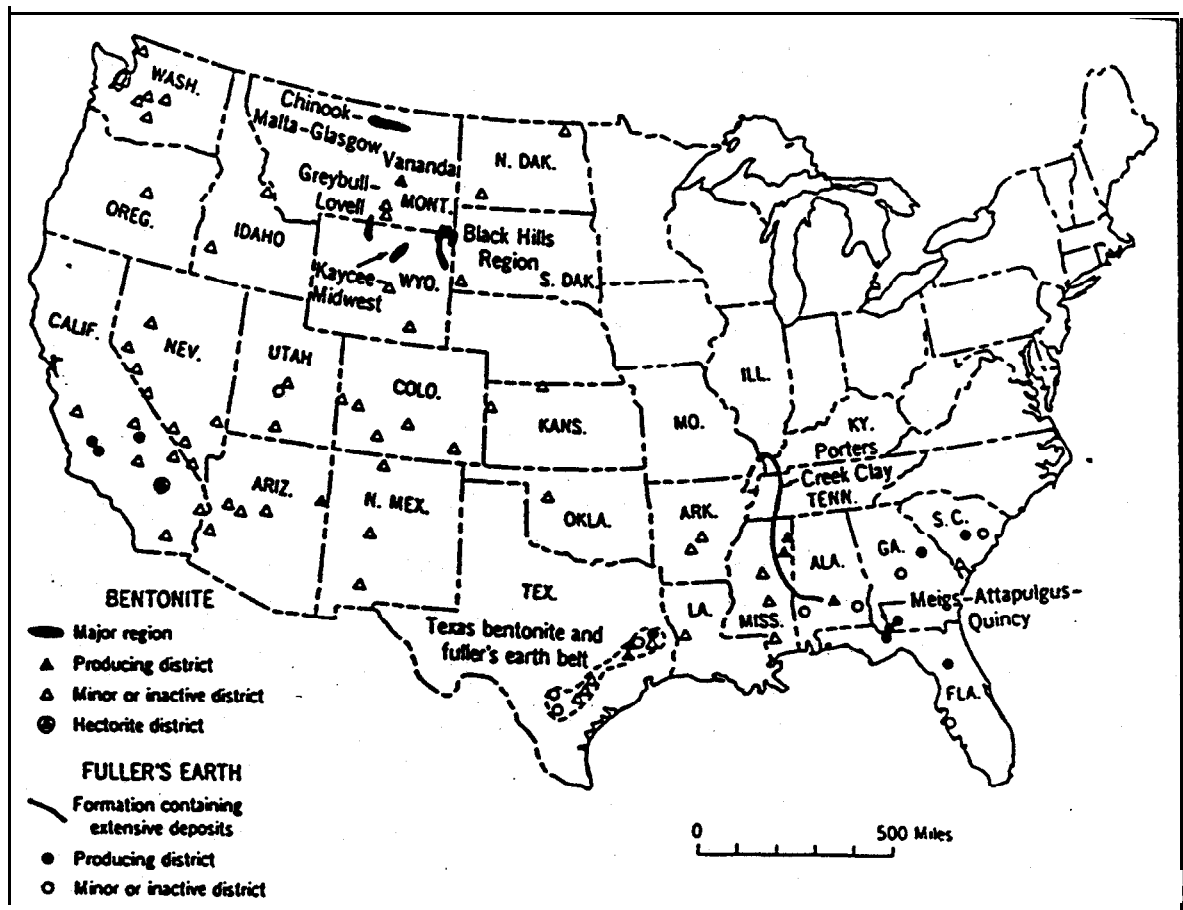 WASH.
Chinook-
Malta-Glasgow
Vananda
N. DAK.
Greybull-
Lovell
MONT.
OREG.
IDAHO
Black Hills
Region
S. DAK.
Kaycee-
Midwest
WYO.
CALIF.
NEV.
UTAH
COLO.
ILL.
KANS.
MO.
KY.
Porters
Creek Clay
TENN.
ARIZ.
N. MEX.
OKLA.
ARK.
S.C.
GA.
ALA.
TEX.
LA.
MISS.
Meigs-Attapulgus-
Quincy
Texas bentonite and
fuller's earth belt
FLA.
BENTONITE
Major region
Producing district
Minor or inactive district
Hectorite district
FULLER'S EARTH
Formation containing
extensive deposits
Producing district
Minor or inactive district
0 500 Miles